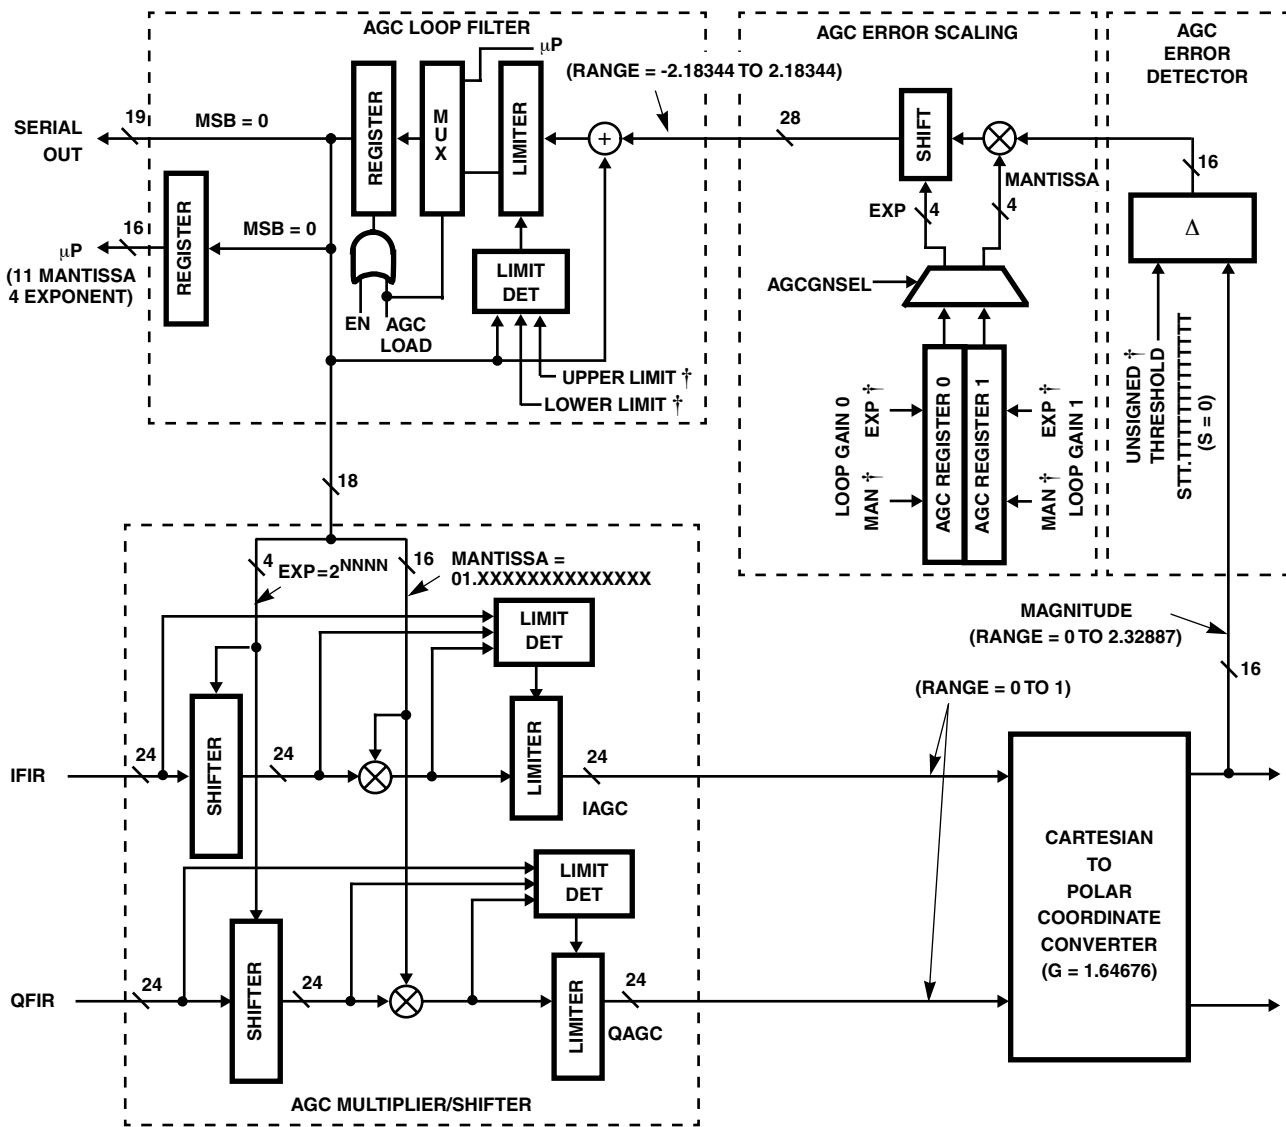 AGC LOOP FILTER
μP
(RANGE = -2.18344 TO 2.18344)
AGC ERROR SCALING
AGC
ERROR
DETECTOR
SERIAL
OUT
19
MSB = 0
REGISTER
MUX
LIMITER
+
28
SHIFT
MANTISSA
16
EXP
4
4
Δ
μP
(11 MANTISSA
4 EXPONENT)
16
REGISTER
MSB = 0
EN
AGC
LOAD
LIMIT
DET
UPPER LIMIT †
LOWER LIMIT †
AGCGNSEL
LOOP GAIN 0
EXP †
MAN †
AGC REGISTER 0
AGC REGISTER 1
EXP †
MAN †
LOOP GAIN 1
UNSIGNED †
THRESHOLD
STT.TTTTTTTTTTTTT
(S = 0)
18
4
EXP=2^NNNN
16
MANTISSA =
01.XXXXXXXXXXXXXX
LIMIT
DET
MAGNITUDE
(RANGE = 0 TO 2.32887)
16
(RANGE = 0 TO 1)
IFIR
24
SHIFTER
24
LIMITER
24
IAGC
LIMIT
DET
QFIR
24
SHIFTER
24
LIMITER
24
QAGC
CARTESIAN
TO
POLAR
COORDINATE
CONVERTER
(G = 1.64676)
AGC MULTIPLIER/SHIFTER